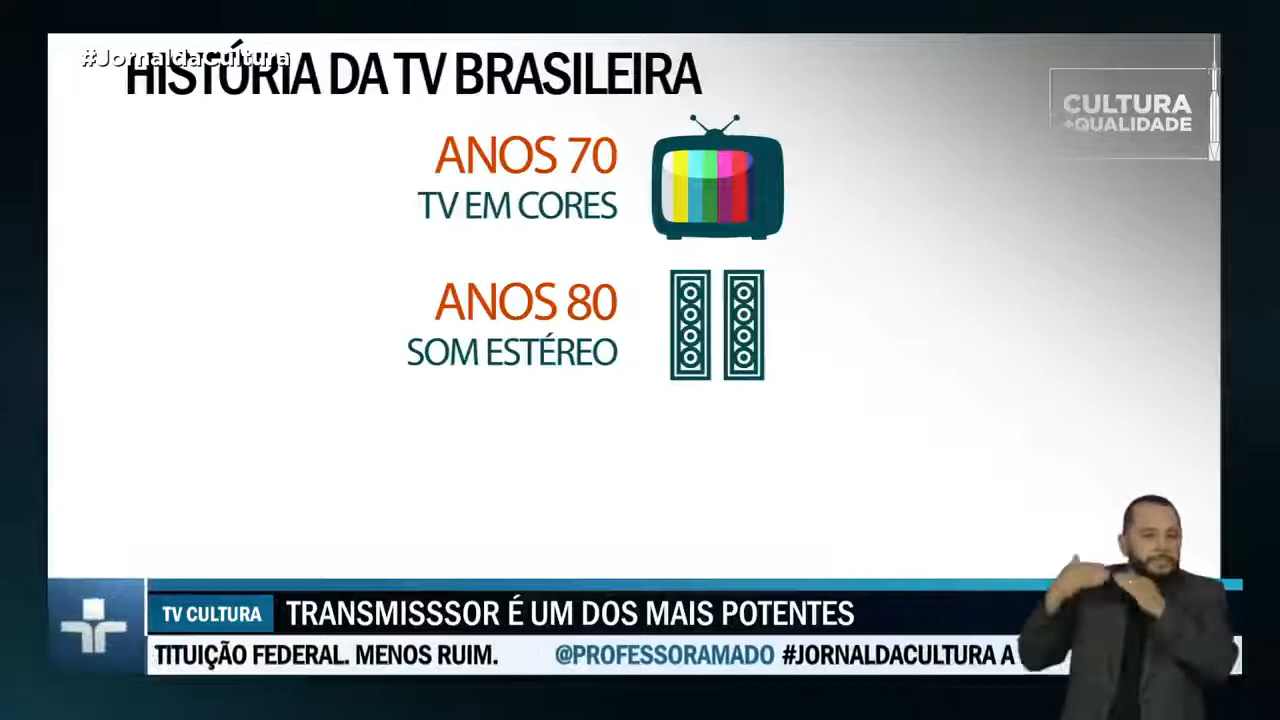 #JornaldaCultura
HISTÓRIA DA TV BRASILEIRA
CULTURA
+QUALIDADE
ANOS 70
TV EM CORES
ANOS 80
SOM ESTÉREO
TV CULTURA
TRANSMISSSOR É UM DOS MAIS POTENTES
TITUIÇÃO FEDERAL. MENOS RUIM. @PROFESSORAMADO #JORNALDACULTURA A